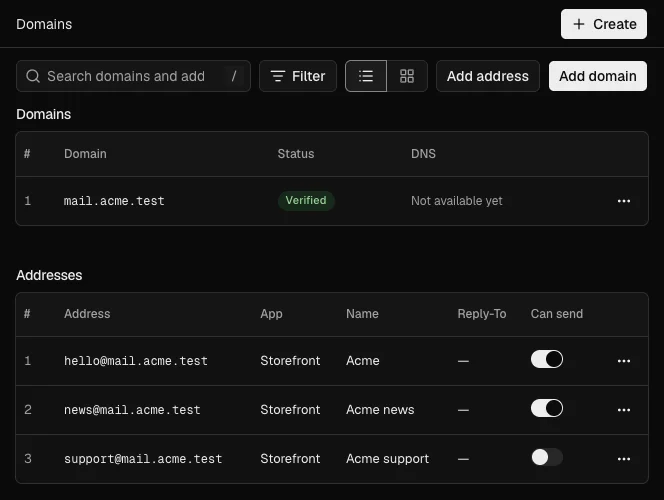 Domains
Create
Search domains and add /
Filter
Add address
Add domain
Domains
# Domain Status DNS
1 mail.acme.test Verified Not available yet
Addresses
# Address App Name Reply-To Can send
1 hello@mail.acme.test Storefront Acme —
2 news@mail.acme.test Storefront Acme news —
3 support@mail.acme.test Storefront Acme support —